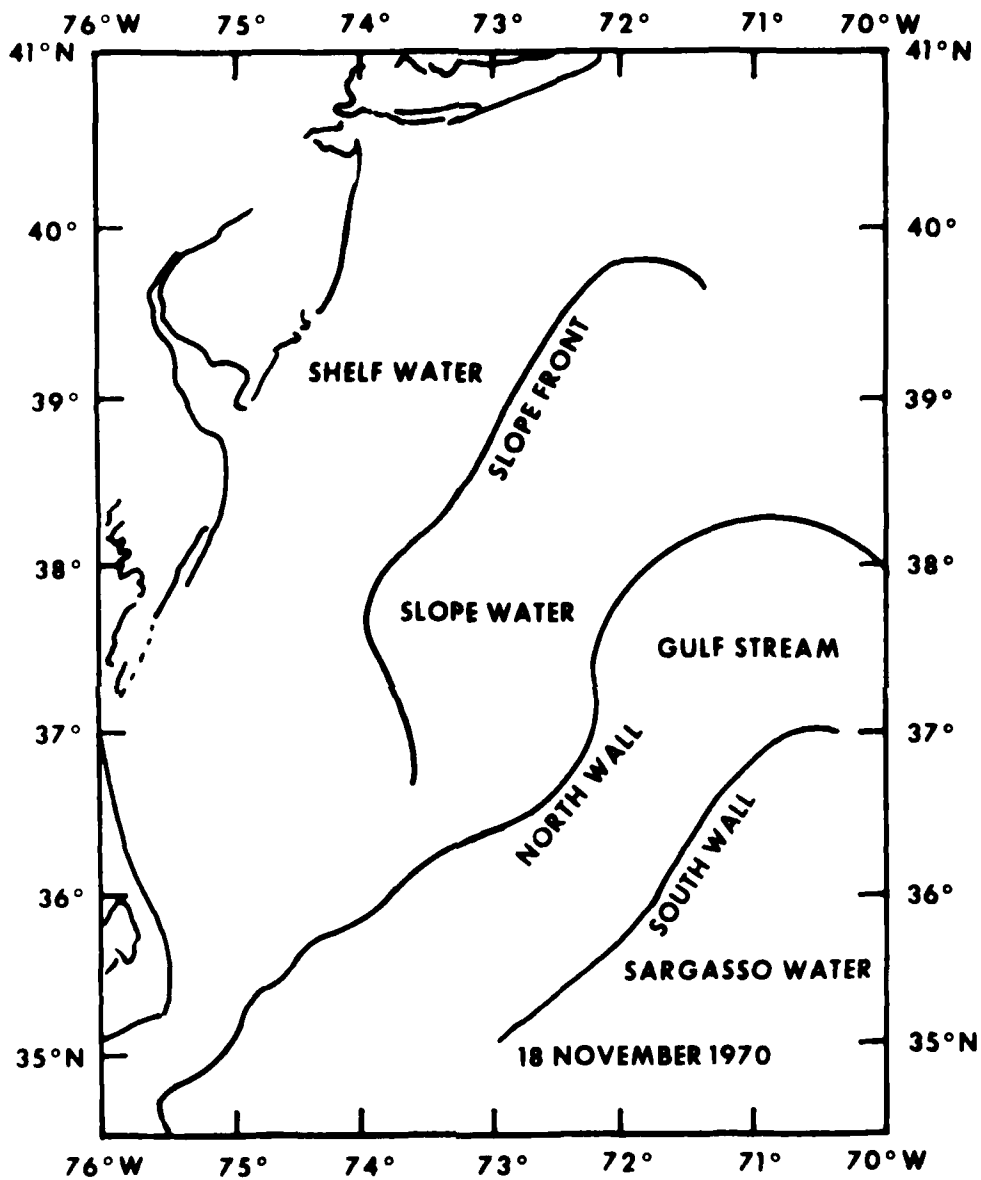 76°W 75° 74° 73° 72° 71° 70°W
41°N 41°N
40° 40°
SHELF WATER
SLOPE FRONT
39° 39°
38° 38°
SLOPE WATER
GULF STREAM
37° 37°
NORTH WALL
SOUTH WALL
36° 36°
SARGASSO WATER
35°N 35°N
18 NOVEMBER 1970
76°W 75° 74° 73° 72° 71° 70°W